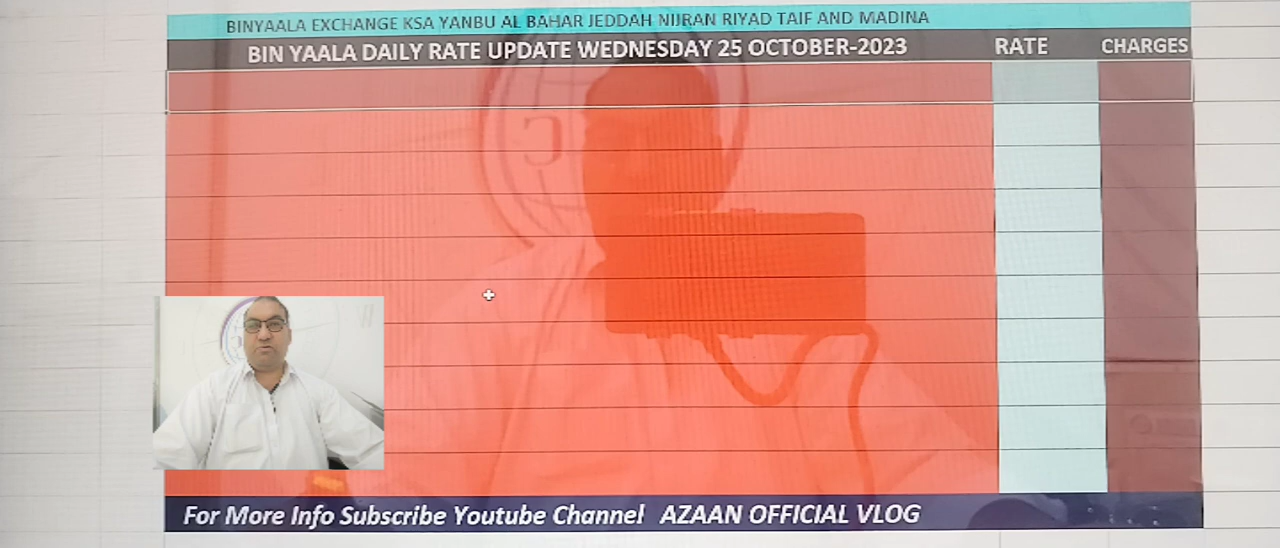 BINYAALA EXCHANGE KSA YANBU AL BAHAR JEDDAH NIJRAN RIYAD TAIF AND MADINA
BIN YAALA DAILY RATE UPDATE WEDNESDAY 25 OCTOBER-2023 RATE CHARGES
For More Info Subscribe Youtube Channel AZAAN OFFICIAL VLOG